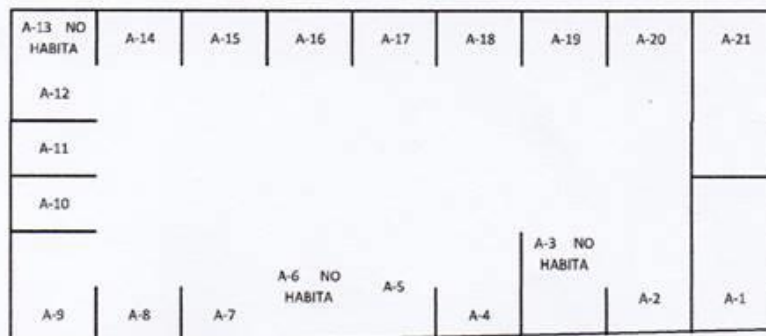 A-13 NO
HABITA
A-14
A-15
A-16
A-17
A-18
A-19
A-20
A-21
A-12
A-11
A-10
A-3 NO
HABITA
A-6 NO
HABITA
A-5
A-9
A-8
A-7
A-4
A-2
A-1